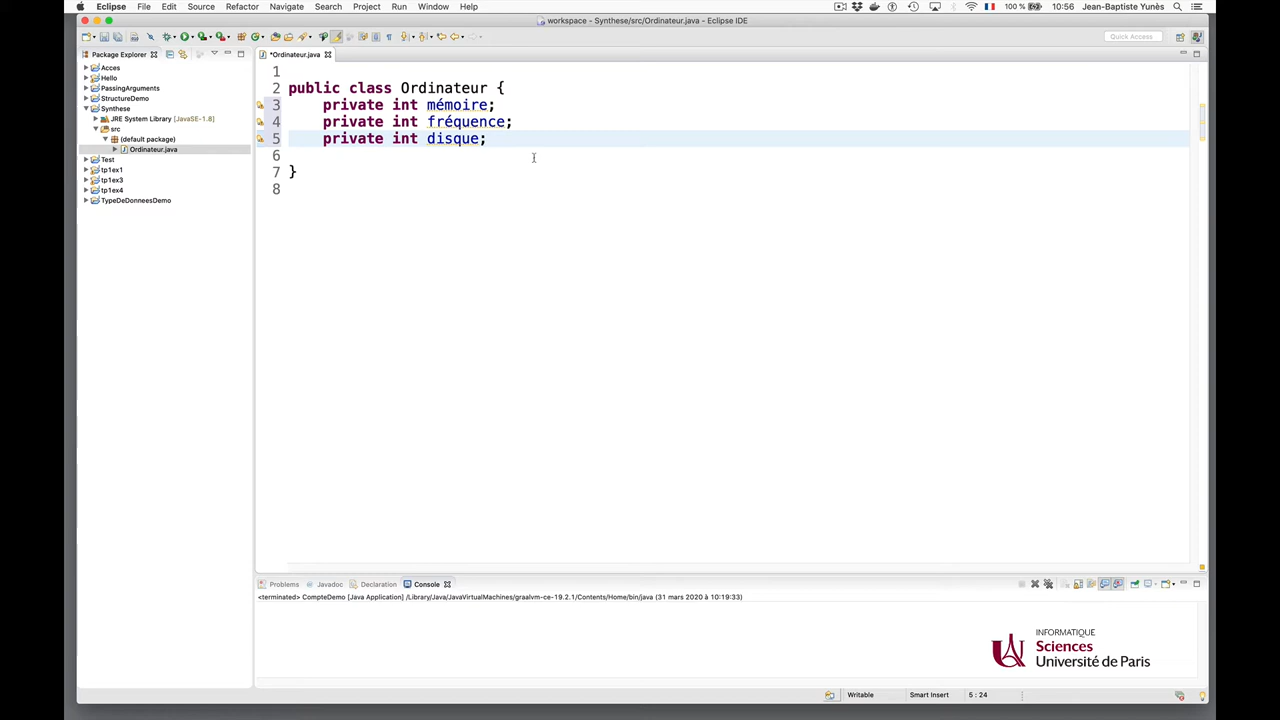 Eclipse File Edit Source Refactor Navigate Search Project Run Window Help 100 % 10:56 Jean-Baptiste Yunès
workspace - Synthese/src/Ordinateur.java - Eclipse IDE
Quick Access
Package Explorer
*Ordinateur.java
Acces
Hello
PassingArguments
StructureDemo
Synthese
JRE System Library [JavaSE-1.8]
src
(default package)
Ordinateur.java
Test
tp1ex1
tp1ex3
tp1ex4
TypeDeDonneesDemo
1
2 public class Ordinateur {
3 private int mémoire;
4 private int fréquence;
5 private int disque;
6
7 }
8
Problems Javadoc Declaration Console
<terminated> CompteDemo [Java Application] /Library/Java/JavaVirtualMachines/graalvm-ce-19.2.1/Contents/Home/bin/java (31 mars 2020 à 10:19:33)
INFORMATIQUE
Sciences
Université de Paris
Writable Smart Insert 5 : 24